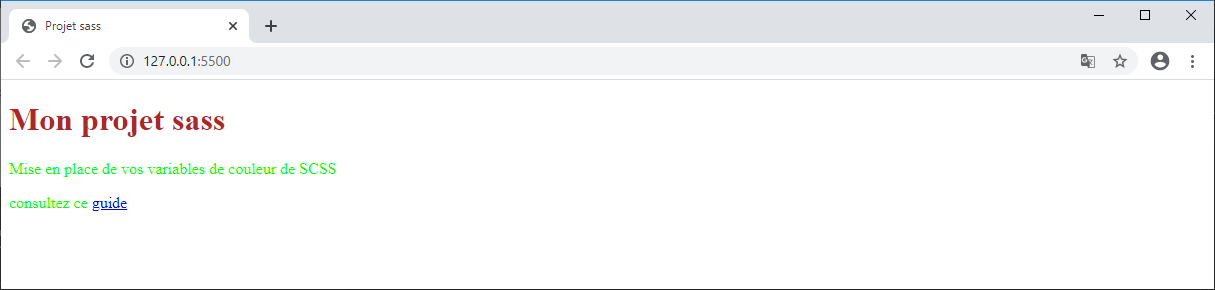 Projet sass
127.0.0.1:5500
Mon projet sass
Mise en place de vos variables de couleur de SCSS
consultez ce guide